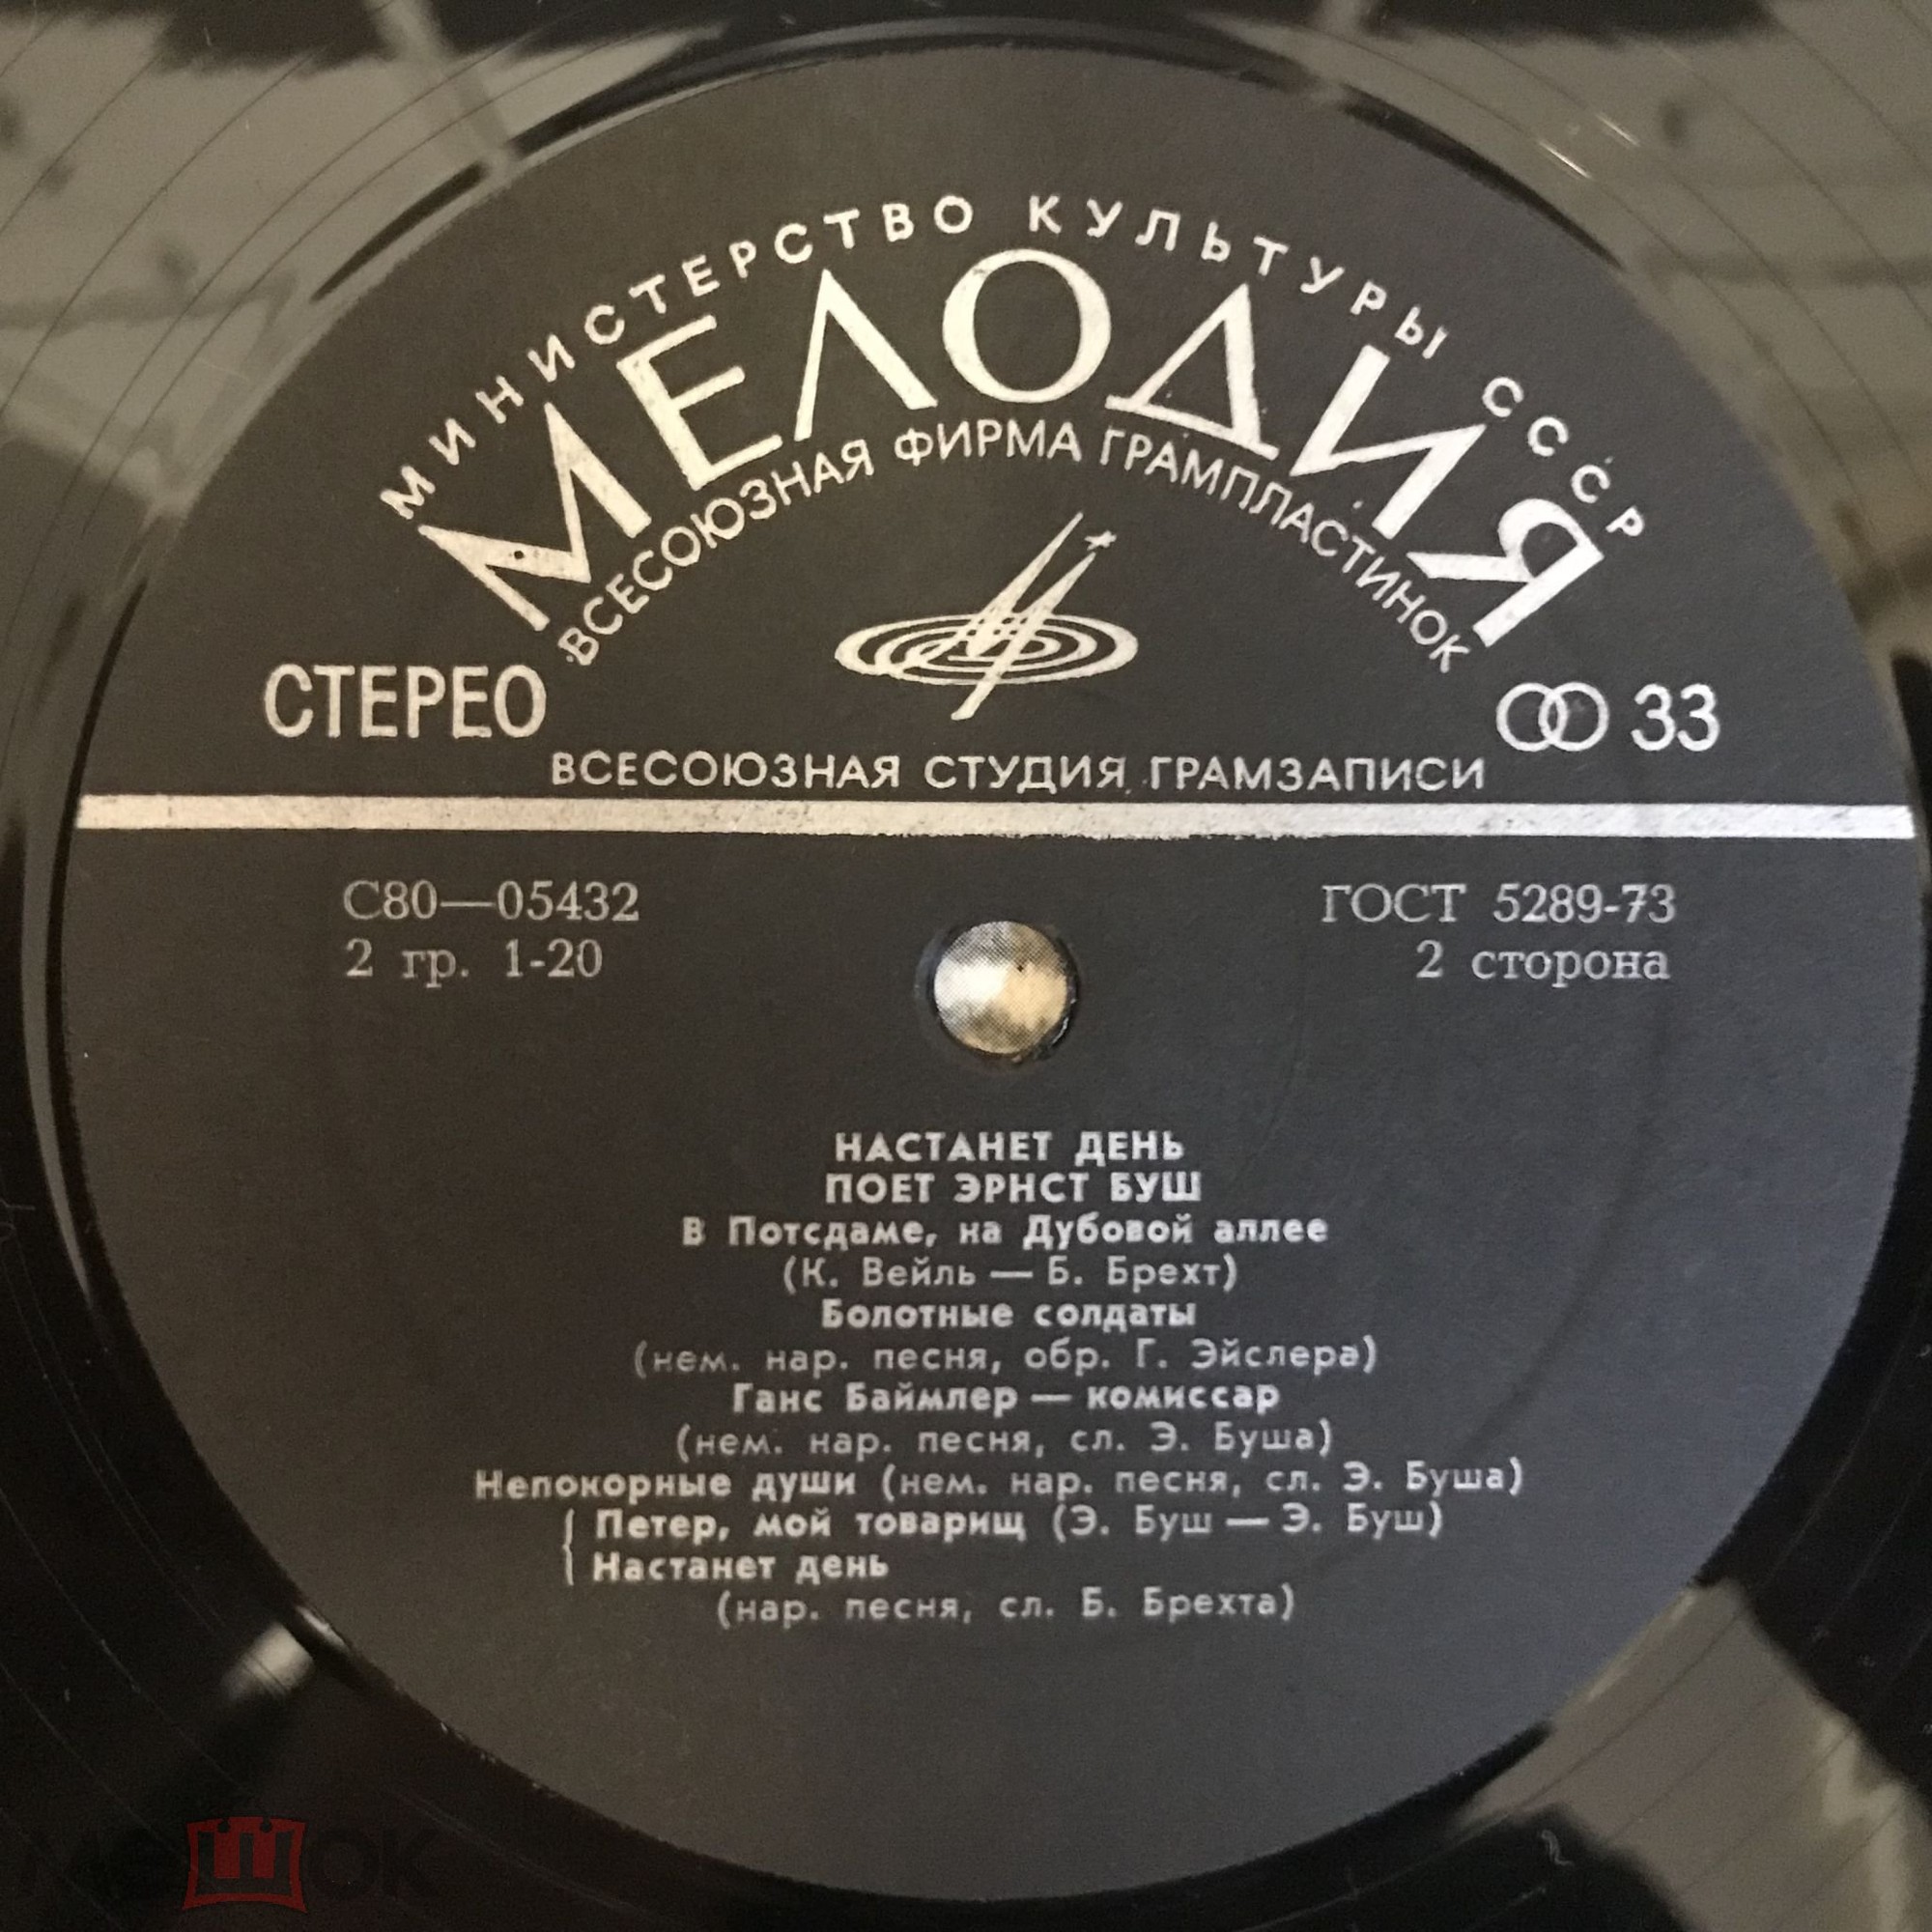 МИНИСТЕРСТВО КУЛЬТУРЫ СССР
МЕЛОДИЯ
ВСЕСОЮЗНАЯ ФИРМА ГРАМПЛАСТИНОК
СТЕРЕО
33
ВСЕСОЮЗНАЯ СТУДИЯ ГРАМЗАПИСИ
С80—05432
ГОСТ 5289-73
2 гр. 1-20
2 сторона
НАСТАНЕТ ДЕНЬ
ПОЕТ ЭРНСТ БУШ
В Потсдаме, на Дубовой аллее
(К. Вейль — Б. Брехт)
Болотные солдаты
(нем. нар. песня, обр. Г. Эйслера)
Ганс Баймлер — комиссар
(нем. нар. песня, сл. Э. Буша)
Непокорные души (нем. нар. песня, сл. Э. Буша)
Петер, мой товарищ (Э. Буш — Э. Буш)
Настанет день
(нар. песня, сл. Б. Брехта)
мешок